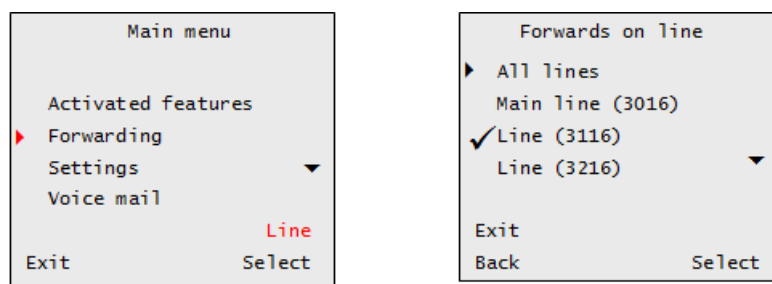 Main menu
Activated features
Forwarding
Settings
Voice mail
Line
Exit Select
Forwards on line
All lines
Main line (3016)
Line (3116)
Line (3216)
Exit
Back Select